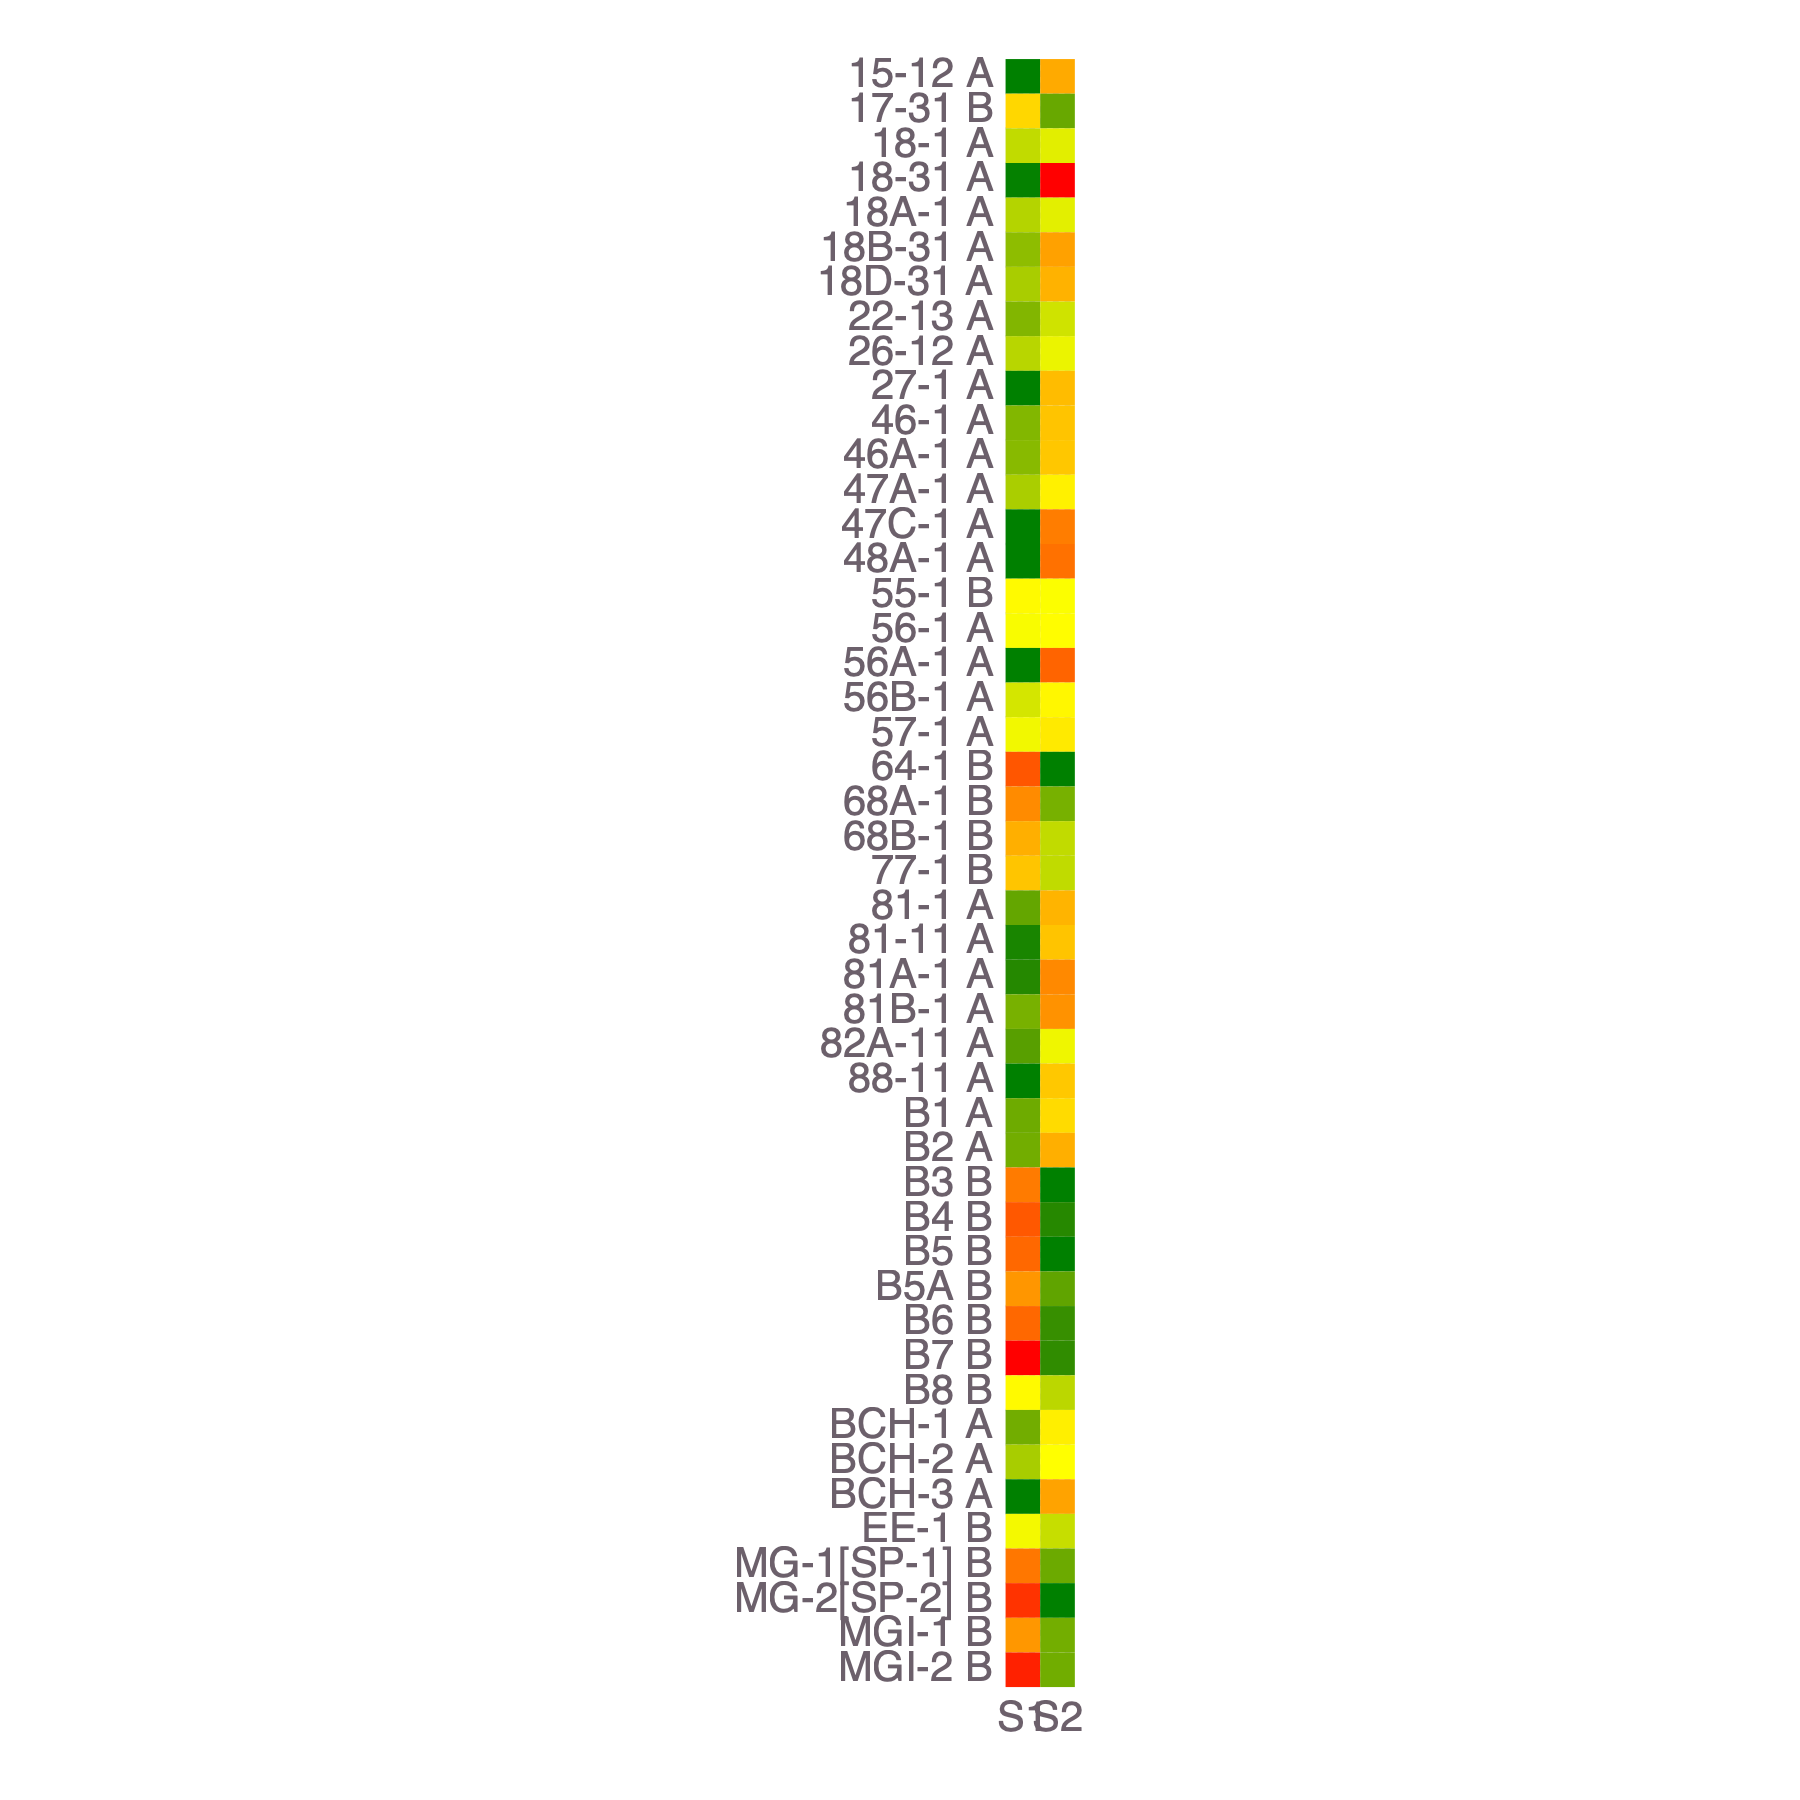 15-12 A
17-31 B
18-1 A
18-31 A
18A-1 A
18B-31 A
18D-31 A
22-13 A
26-12 A
27-1 A
46-1 A
46A-1 A
47A-1 A
47C-1 A
48A-1 A
55-1 B
56-1 A
56A-1 A
56B-1 A
57-1 A
64-1 B
68A-1 B
68B-1 B
77-1 B
81-1 A
81-11 A
81A-1 A
81B-1 A
82A-11 A
88-11 A
B1 A
B2 A
B3 B
B4 B
B5 B
B5A B
B6 B
B7 B
B8 B
BCH-1 A
BCH-2 A
BCH-3 A
EE-1 B
MG-1[SP-1] B
MG-2[SP-2] B
MGI-1 B
MGI-2 B
S1 S2